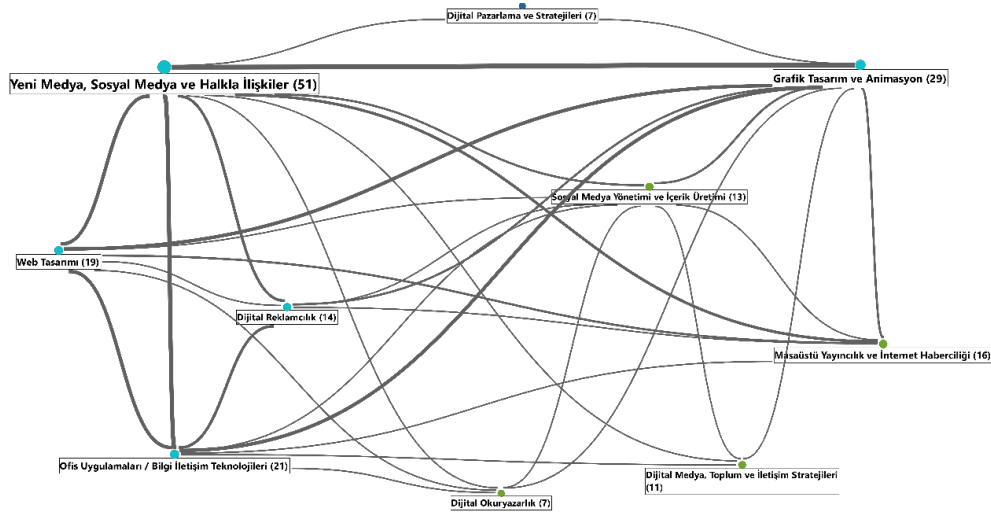 Dijital Pazarlama ve Stratejileri (7)
Yeni Medya, Sosyal Medya ve Halkla İlişkiler (51)
Grafik Tasarım ve Animasyon (29)
Sosyal Medya Yönetimi ve İçerik Üretimi (13)
Web Tasarımı (19)
Dijital Reklamcılık (14)
Masaüstü Yayıncılık ve İnternet Haberciliği (16)
Ofis Uygulamaları / Bilgi İletişim Teknolojileri (21)
Dijital Medya, Toplum ve İletişim Stratejileri
(11)
Dijital Okuryazarlık (7)